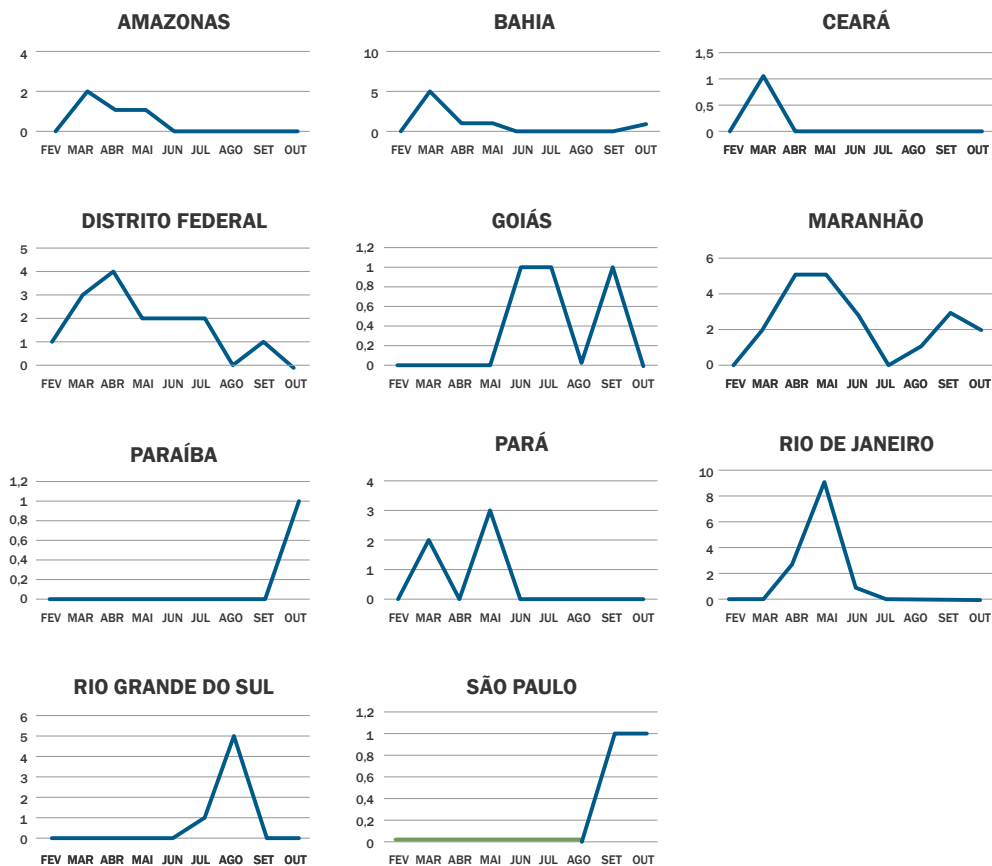 AMAZONAS
4
2
0
FEV MAR ABR MAI JUN JUL AGO SET OUT
BAHIA
10
5
0
FEV MAR ABR MAI JUN JUL AGO SET OUT
CEARÁ
1,5
1
0,5
0
FEV MAR ABR MAI JUN JUL AGO SET OUT
DISTRITO FEDERAL
5
4
3
2
1
0
FEV MAR ABR MAI JUN JUL AGO SET OUT
GOIÁS
1,2
1
0,8
0,6
0,4
0,2
0
FEV MAR ABR MAI JUN JUL AGO SET OUT
MARANHÃO
6
4
2
0
FEV MAR ABR MAI JUN JUL AGO SET OUT
PARAÍBA
1,2
1
0,8
0,6
0,4
0,2
0
FEV MAR ABR MAI JUN JUL AGO SET OUT
PARÁ
4
3
2
1
0
FEV MAR ABR MAI JUN JUL AGO SET OUT
RIO DE JANEIRO
10
8
6
4
2
0
FEV MAR ABR MAI JUN JUL AGO SET OUT
RIO GRANDE DO SUL
6
5
4
3
2
1
0
FEV MAR ABR MAI JUN JUL AGO SET OUT
SÃO PAULO
1,2
1
0,8
0,6
0,4
0,2
0
FEV MAR ABR MAI JUN JUL AGO SET OUT